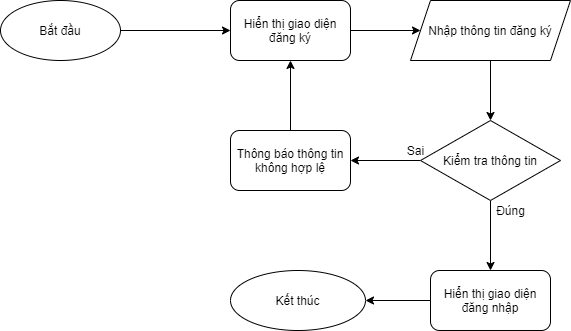 Bắt đầu
Hiển thị giao diện
đăng ký
Nhập thông tin đăng ký
Thông báo thông tin
không hợp lệ
Sai
Kiểm tra thông tin
Đúng
Kết thúc
Hiển thị giao diện
đăng nhập